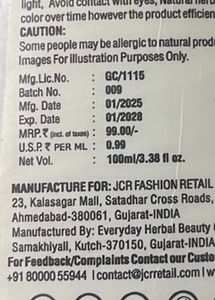 light, Avoid contact with eyes, Natural herb
color over time however the product efficien
CAUTION:
Some people may be allergic to natural produ
Images For Illustration Purposes Only.
Mfg.Lic.No. : GC/1115
Batch No. : 009
Mfg. Date : 01/2025
Exp. Date : 01/2028
MRP.₹ (incl. of taxes) : 99.00/-
U.S.P ₹ PER ML : 0.99
Net Vol. : 100ml/3.38 fl oz.
MANUFACTURE FOR: JCR FASHION RETAIL
23, Kalasagar Mall, Satadhar Cross Roads,
Ahmedabad-380061, Gujarat-INDIA
Manufactured By: Everyday Herbal Beauty
Samakhiyali, Kutch-370150, Gujarat-INDIA
For Feedback/Complaints Contact our Custo
+91 80000 55944 | contact@jcrretail.com |